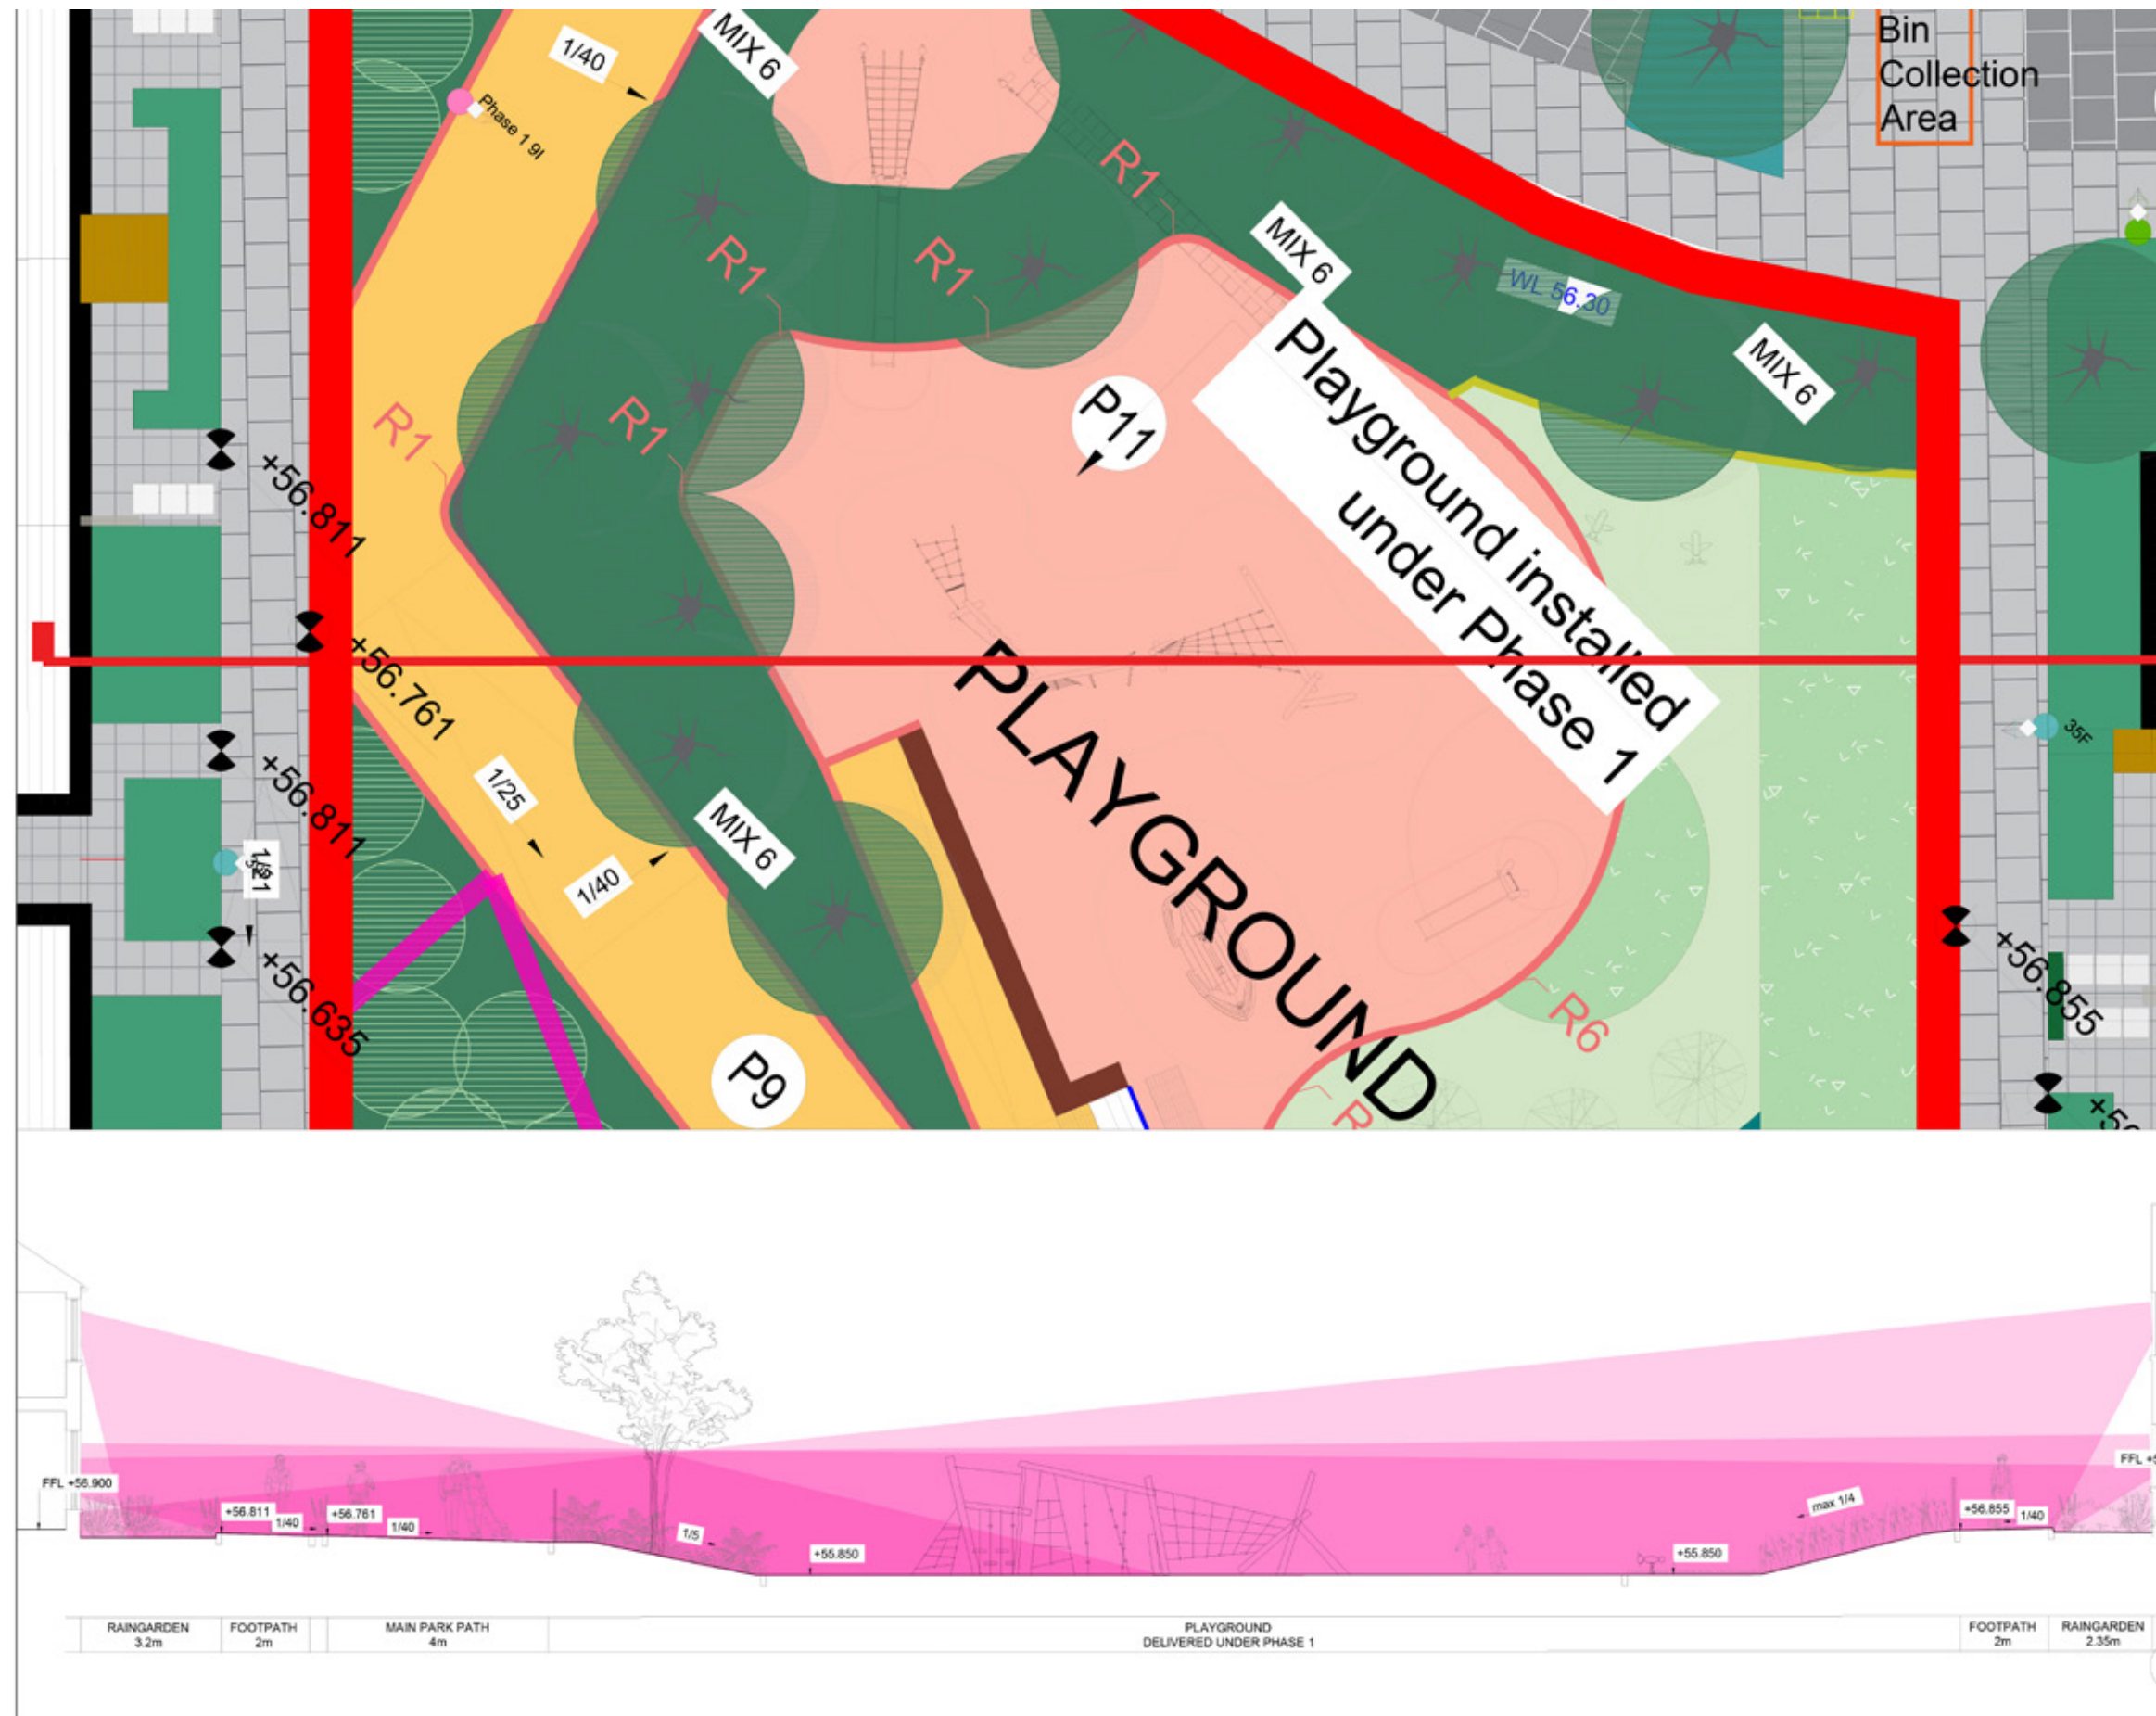 Bin
Collection
Area
1/40
MIX 6
Phase 1 9l
R1
MIX 6
WL 56.30
R1
R1
MIX 6
P11
R1
R1
Playground installed
under Phase 1
+56.811
+56.761
35F
1/25
+56.811
PLAYGROUND
MIX 6
1/40
+56.855
+56.635
R6
P9
FFL +56.900
+56.811
1/40
+56.761
1/40
1/5
+55.850
+55.850
max 1/4
+56.855
1/40
RAINGARDEN
3.2m
FOOTPATH
2m
MAIN PARK PATH
4m
PLAYGROUND
DELIVERED UNDER PHASE 1
FOOTPATH
2m
RAINGARDEN
2.35m